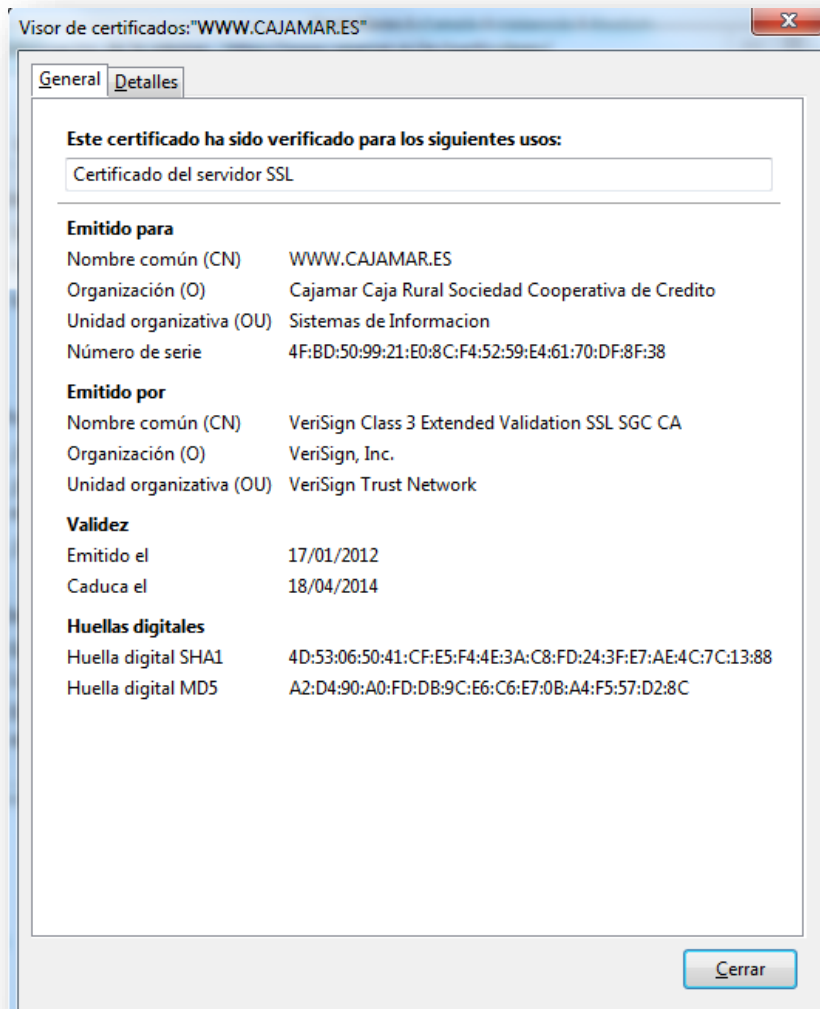 Visor de certificados:"WWW.CAJAMAR.ES"
General Detalles
Este certificado ha sido verificado para los siguientes usos:
Certificado del servidor SSL
Emitido para
Nombre común (CN) WWW.CAJAMAR.ES
Organización (O) Cajamar Caja Rural Sociedad Cooperativa de Credito
Unidad organizativa (OU) Sistemas de Informacion
Número de serie 4F:BD:50:99:21:E0:8C:F4:52:59:E4:61:70:DF:8F:38
Emitido por
Nombre común (CN) VeriSign Class 3 Extended Validation SSL SGC CA
Organización (O) VeriSign, Inc.
Unidad organizativa (OU) VeriSign Trust Network
Validez
Emitido el 17/01/2012
Caduca el 18/04/2014
Huellas digitales
Huella digital SHA1 4D:53:06:50:41:CF:E5:F4:4E:3A:C8:FD:24:3F:E7:AE:4C:7C:13:88
Huella digital MD5 A2:D4:90:A0:FD:DB:9C:E6:C6:E7:0B:A4:F5:57:D2:8C
Cerrar